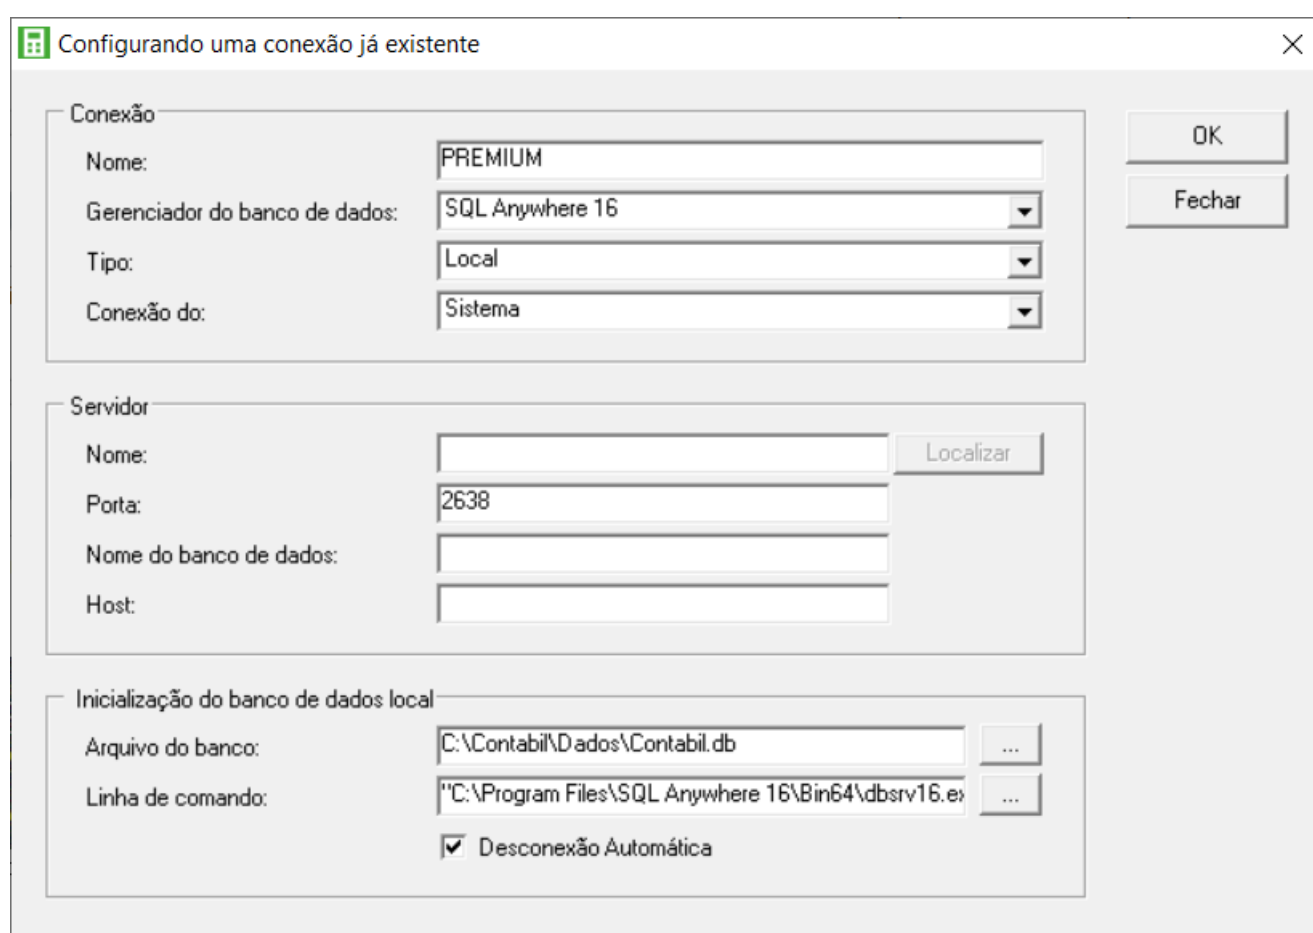 Configurando uma conexão já existente
Conexão
Nome: PREMIUM
Gerenciador do banco de dados: SQL Anywhere 16
Tipo: Local
Conexão do: Sistema
OK
Fechar
Servidor
Nome: Localizar
Porta: 2638
Nome do banco de dados:
Host:
Inicialização do banco de dados local
Arquivo do banco: C:\Contabil\Dados\Contabil.db ...
Linha de comando: "C:\Program Files\SQL Anywhere 16\Bin64\dbsrv16.ex ...
Desconexão Automática